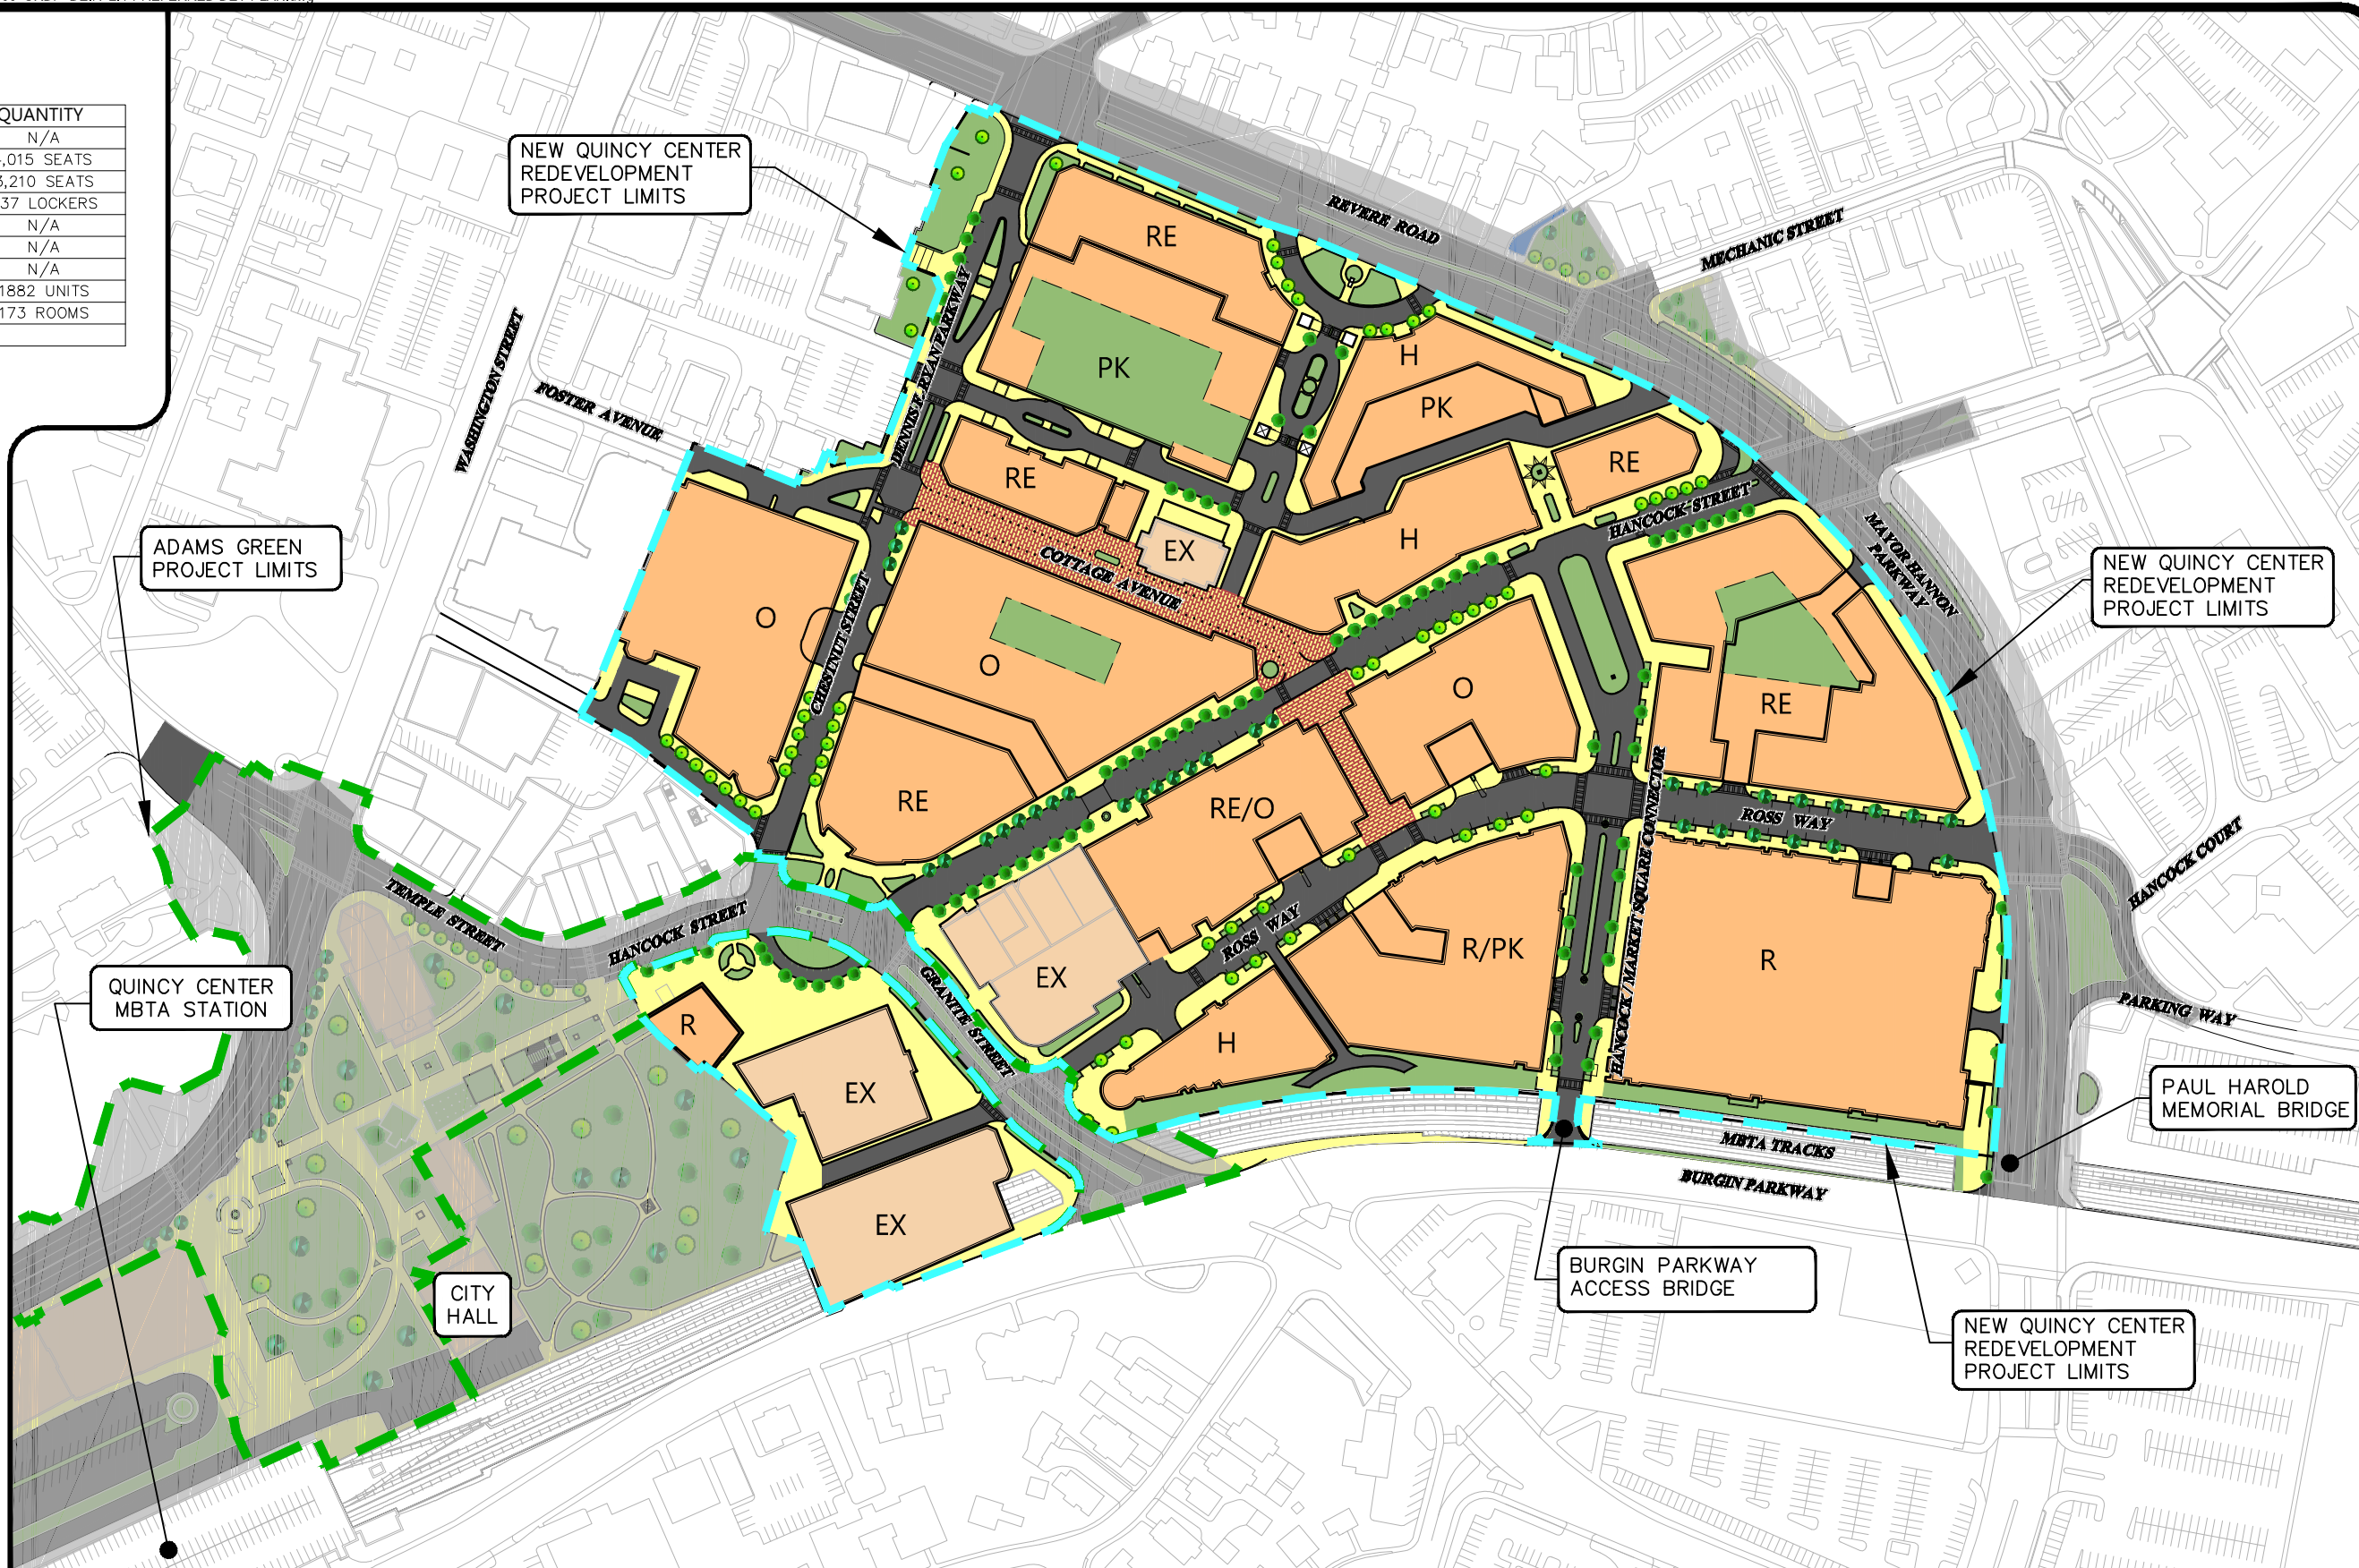 QUANTITY
N/A
,015 SEATS
3,210 SEATS
37 LOCKERS
N/A
N/A
N/A
1882 UNITS
173 ROOMS
NEW QUINCY CENTER
REDEVELOPMENT
PROJECT LIMITS
REVERE ROAD
MECHANIC STREET
RE
H
PK
PK
DENNIS F. RYAN PARKWAY
WASHINGTON STREET
FOSTER AVENUE
RE
RE
HANCOCK STREET
MAYOR HANNON
PARKWAY
ADAMS GREEN
PROJECT LIMITS
EX
H
COTTAGE AVENUE
NEW QUINCY CENTER
REDEVELOPMENT
PROJECT LIMITS
O
CHESTNUT STREET
O
O
RE
RE
RE/O
HANCOCK / MARKET SQUARE CONNECTOR
ROSS WAY
HANCOCK COURT
TEMPLE STREET
HANCOCK STREET
ROSS WAY
R/PK
R
QUINCY CENTER
MBTA STATION
EX
GRANITE STREET
PARKING WAY
R
H
EX
PAUL HAROLD
MEMORIAL BRIDGE
MBTA TRACKS
BURGIN PARKWAY
EX
CITY
HALL
BURGIN PARKWAY
ACCESS BRIDGE
NEW QUINCY CENTER
REDEVELOPMENT
PROJECT LIMITS